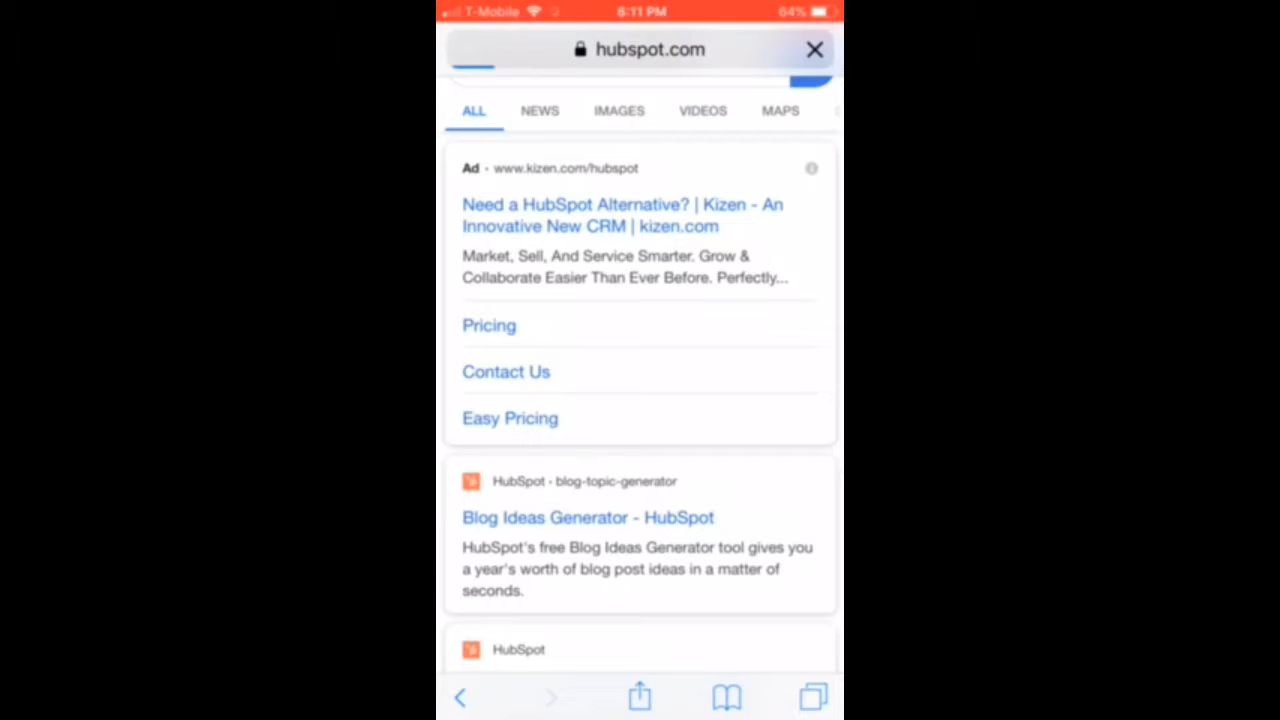 T-Mobile 6:11 PM 64%
hubspot.com
ALL NEWS IMAGES VIDEOS MAPS
Ad · www.kizen.com/hubspot
Need a HubSpot Alternative? | Kizen - An
Innovative New CRM | kizen.com
Market, Sell, And Service Smarter. Grow &
Collaborate Easier Than Ever Before. Perfectly...
Pricing
Contact Us
Easy Pricing
HubSpot › blog-topic-generator
Blog Ideas Generator - HubSpot
HubSpot's free Blog Ideas Generator tool gives you
a year's worth of blog post ideas in a matter of
seconds.
HubSpot